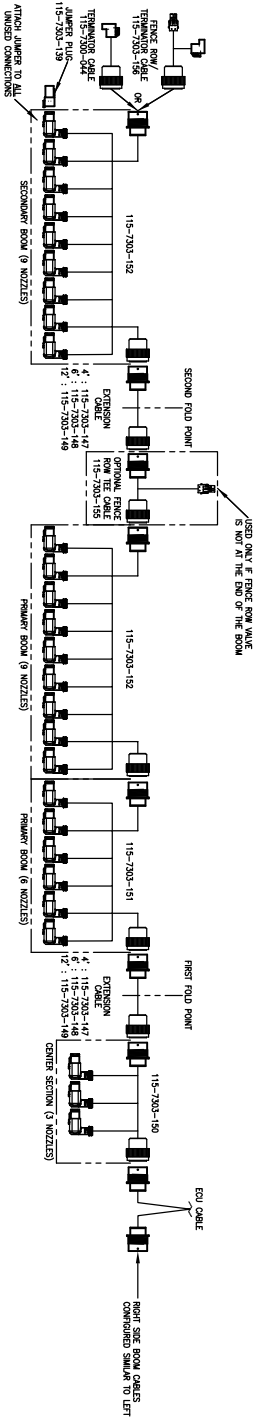 FENCE ROW/
TERMINATOR CABLE
115-7303-156
OR
TERMINATOR CABLE
115-7300-044
JUMPER PLUG
115-7303-139
ATTACH JUMPER TO ALL
UNUSED CONNECTIONS
115-7303-152
SECONDARY BOOM (9 NOZZLES)
SECOND FOLD POINT
EXTENSION
CABLE
4' : 115-7303-147
6' : 115-7303-148
12' : 115-7303-149
USED ONLY IF FENCE ROW VALVE
IS NOT AT THE END OF THE BOOM
OPTIONAL FENCE
ROW TEE CABLE
115-7303-155
115-7303-152
PRIMARY BOOM (9 NOZZLES)
115-7303-151
PRIMARY BOOM (6 NOZZLES)
FIRST FOLD POINT
EXTENSION
CABLE
4' : 115-7303-147
6' : 115-7303-148
12' : 115-7303-149
115-7303-150
CENTER SECTION (3 NOZZLES)
ECU CABLE
RIGHT SIDE BOOM CABLES
CONFIGURED SIMILAR TO LEFT